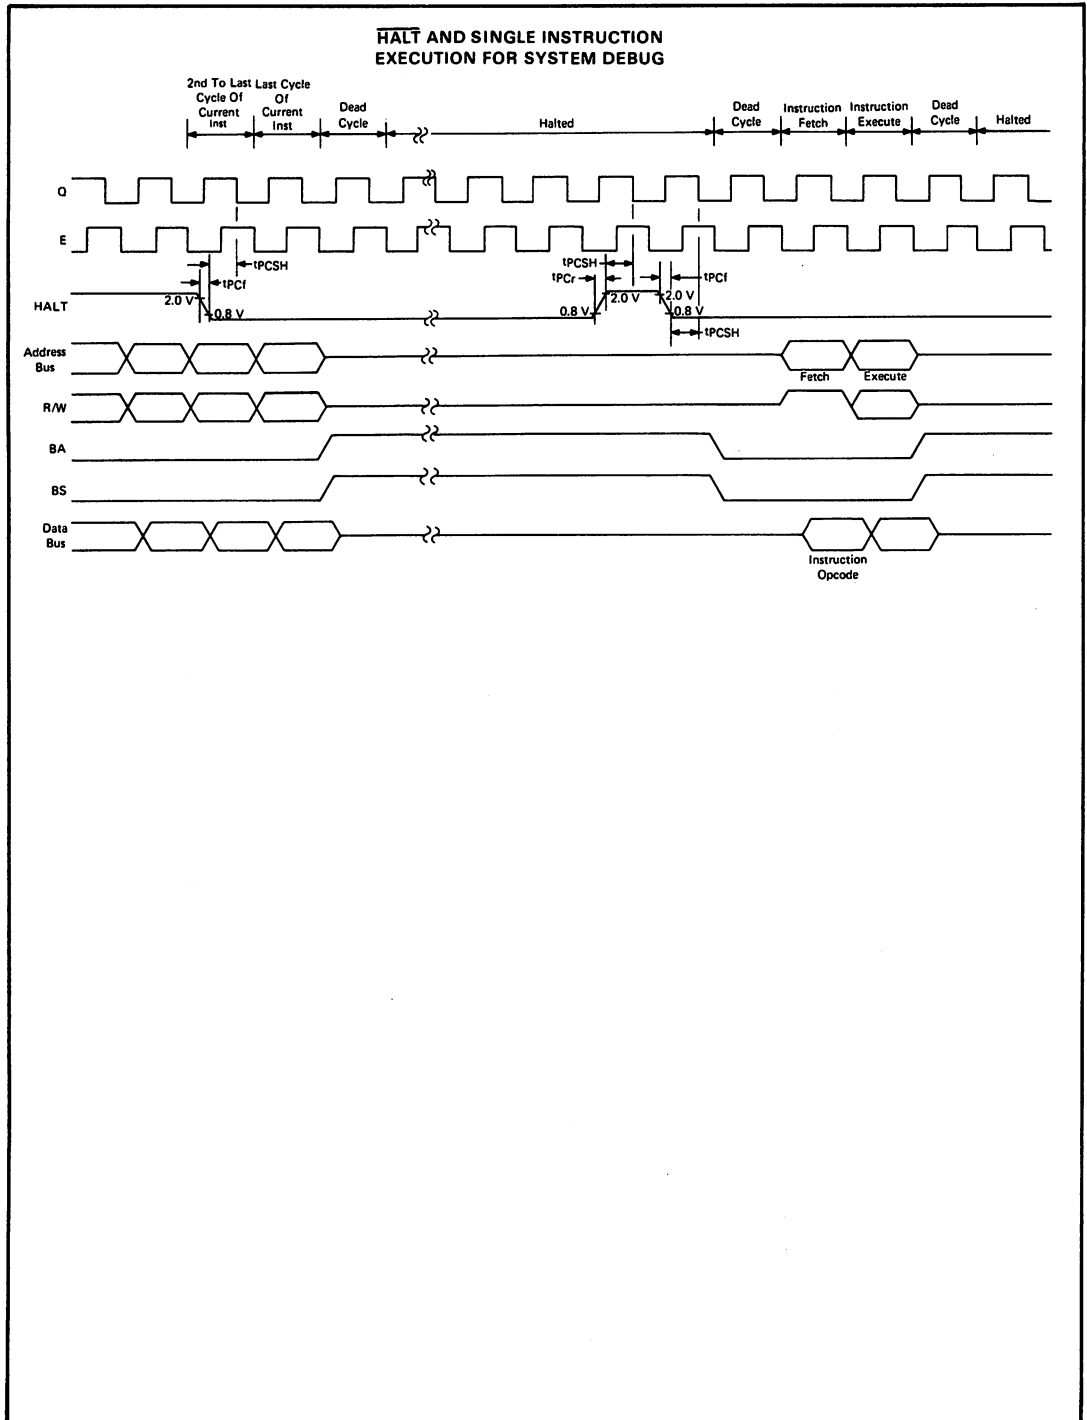 HALT AND SINGLE INSTRUCTION
EXECUTION FOR SYSTEM DEBUG
2nd To Last
Cycle Of
Current
Inst
Last Cycle
Of
Current
Inst
Dead
Cycle
Halted
Dead
Cycle
Instruction
Fetch
Instruction
Execute
Dead
Cycle
Halted
Q
E
tPCSH
tPCf
tPCSH
tPCr
tPCf
HALT
2.0 V
0.8 V
0.8 V
2.0 V
2.0 V
0.8 V
tPCSH
Address
Bus
Fetch
Execute
R/W
BA
BS
Data
Bus
Instruction
Opcode